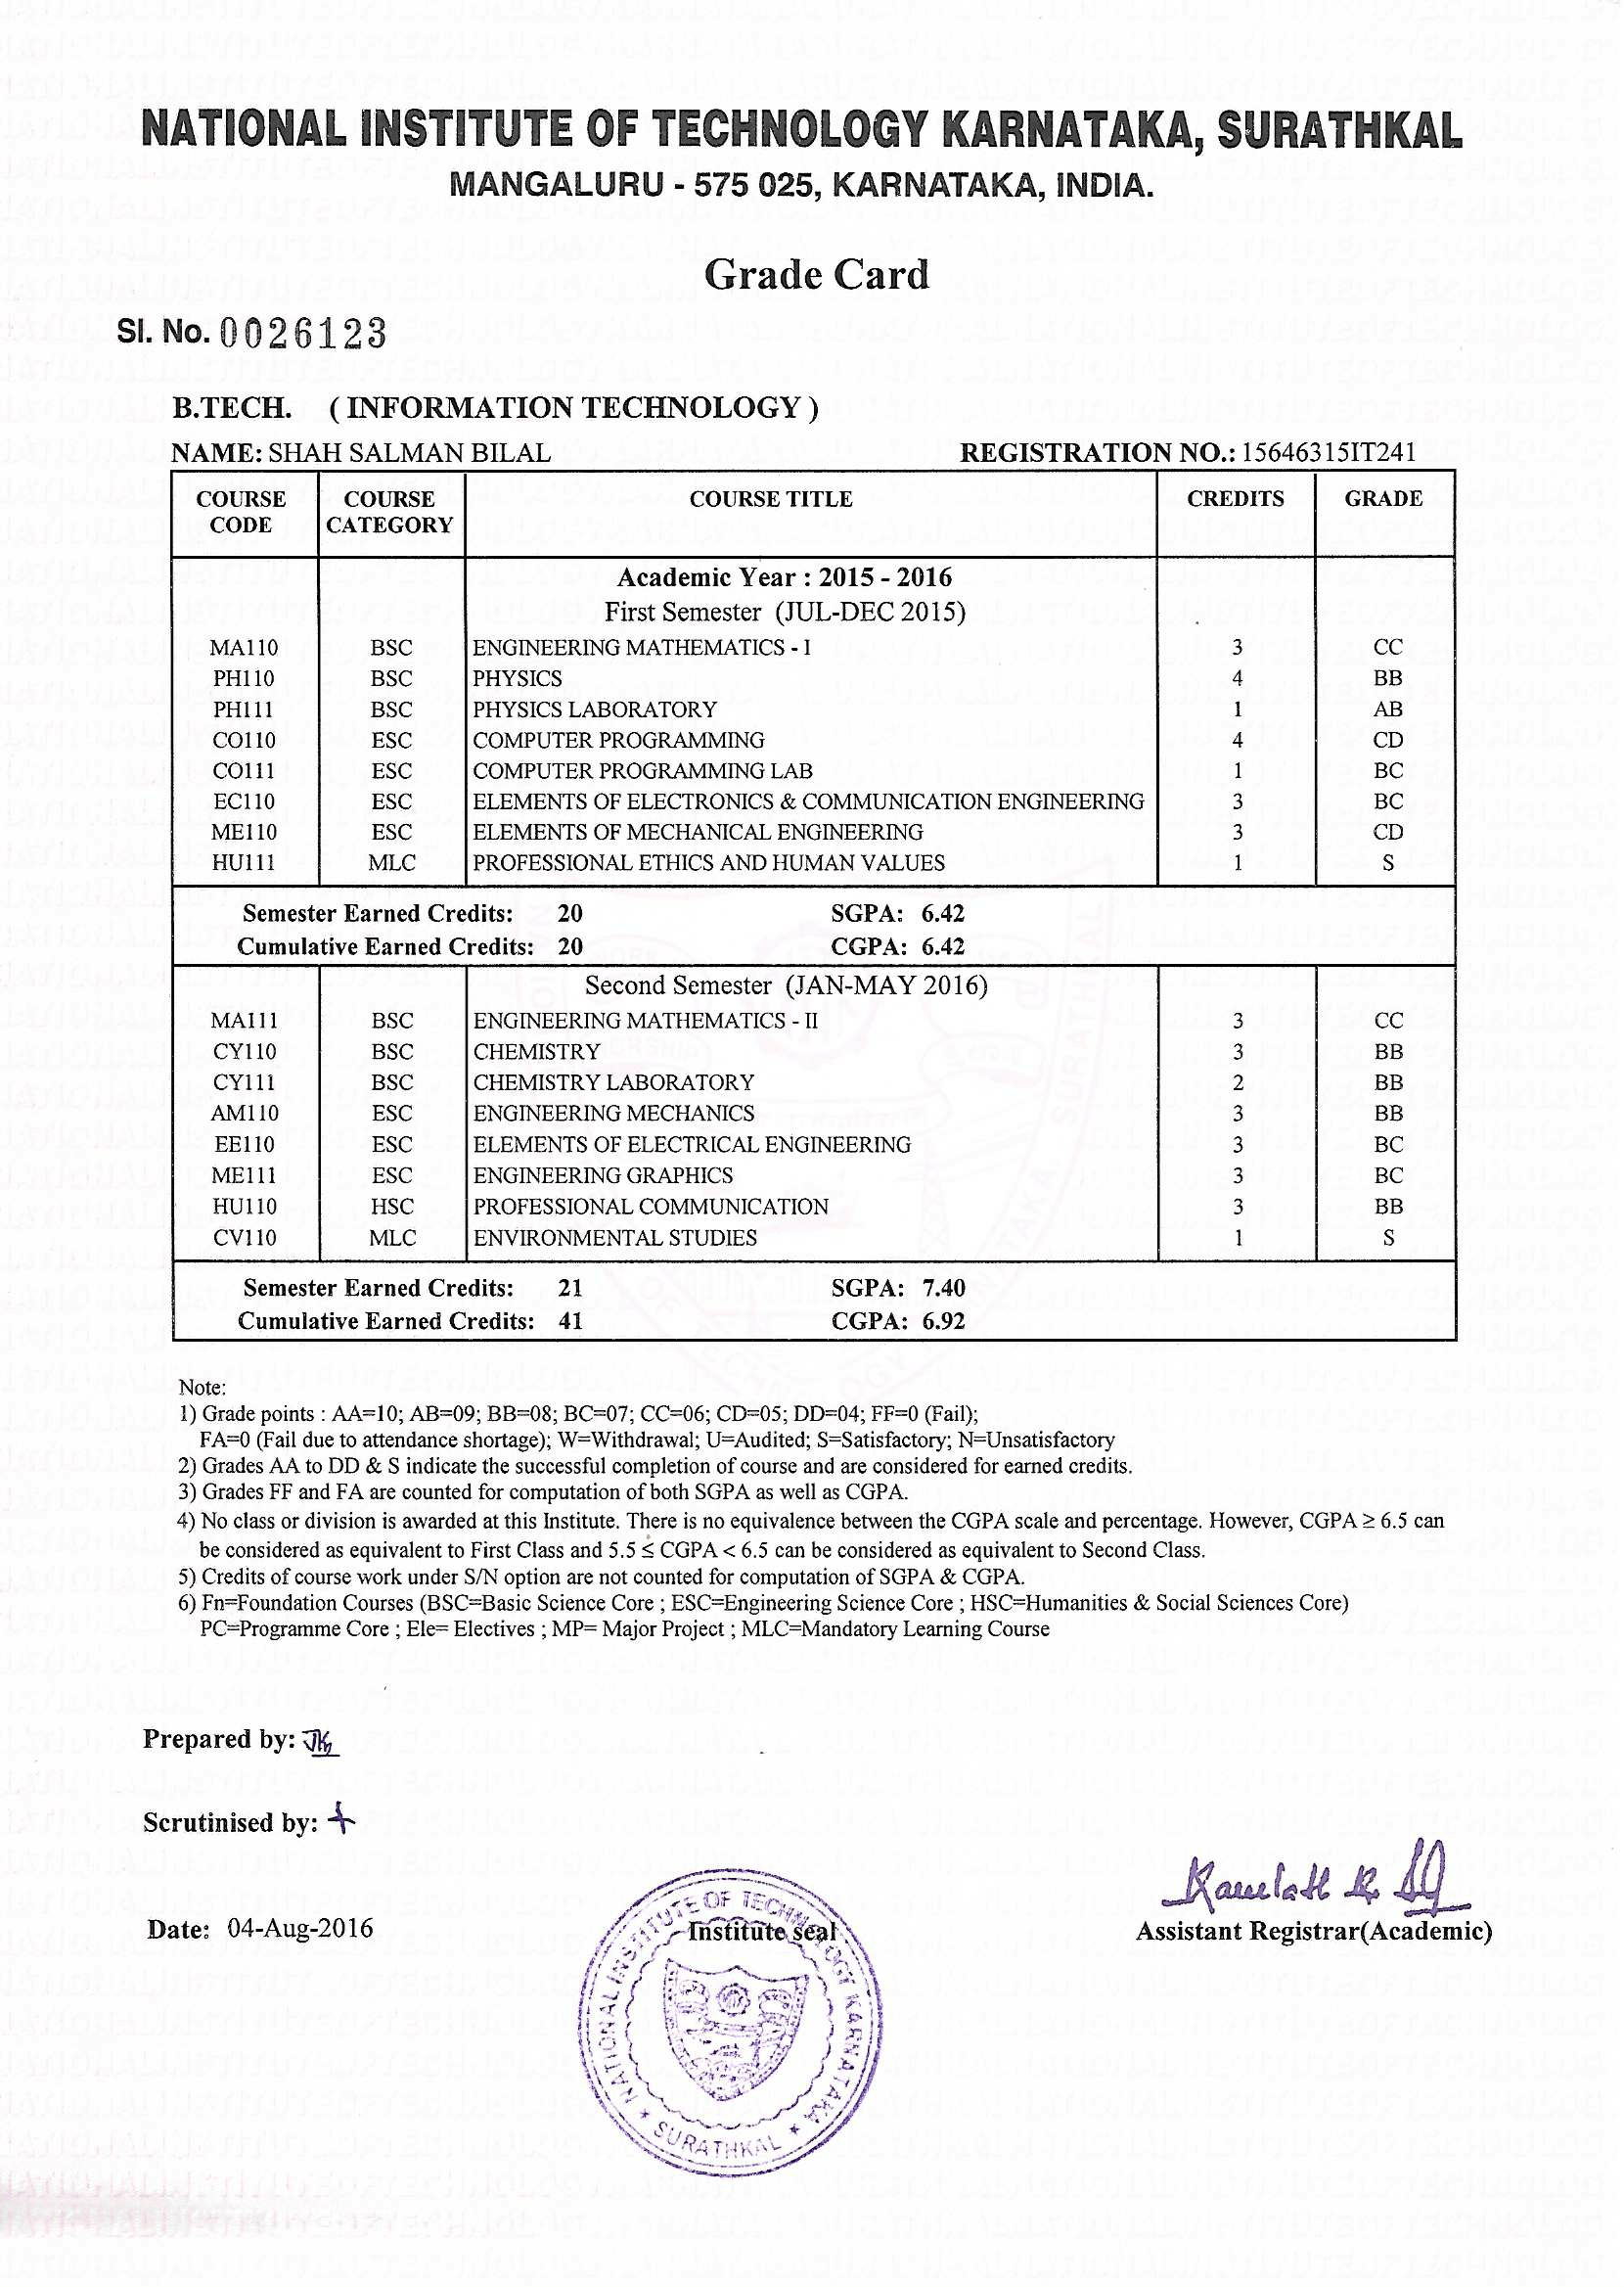 NATIONAL INSTITUTE OF TECHNOLOGY KARNATAKA, SURATHKAL
MANGALURU - 575 025, KARNATAKA, INDIA.
Grade Card
Sl. No. 0026123
B.TECH. ( INFORMATION TECHNOLOGY )
NAME: SHAH SALMAN BILAL REGISTRATION NO.: 15646315IT241
COURSE CODE COURSE CATEGORY COURSE TITLE CREDITS GRADE
Academic Year : 2015 - 2016
First Semester (JUL-DEC 2015)
MA110 BSC ENGINEERING MATHEMATICS - I 3 CC
PH110 BSC PHYSICS 4 BB
PH111 BSC PHYSICS LABORATORY 1 AB
CO110 ESC COMPUTER PROGRAMMING 4 CD
CO111 ESC COMPUTER PROGRAMMING LAB 1 BC
EC110 ESC ELEMENTS OF ELECTRONICS & COMMUNICATION ENGINEERING 3 BC
ME110 ESC ELEMENTS OF MECHANICAL ENGINEERING 3 CD
HU111 MLC PROFESSIONAL ETHICS AND HUMAN VALUES 1 S
Semester Earned Credits: 20 SGPA: 6.42
Cumulative Earned Credits: 20 CGPA: 6.42
Second Semester (JAN-MAY 2016)
MA111 BSC ENGINEERING MATHEMATICS - II 3 CC
CY110 BSC CHEMISTRY 3 BB
CY111 BSC CHEMISTRY LABORATORY 2 BB
AM110 ESC ENGINEERING MECHANICS 3 BB
EE110 ESC ELEMENTS OF ELECTRICAL ENGINEERING 3 BC
ME111 ESC ENGINEERING GRAPHICS 3 BC
HU110 HSC PROFESSIONAL COMMUNICATION 3 BB
CV110 MLC ENVIRONMENTAL STUDIES 1 S
Semester Earned Credits: 21 SGPA: 7.40
Cumulative Earned Credits: 41 CGPA: 6.92
Note:
1) Grade points : AA=10; AB=09; BB=08; BC=07; CC=06; CD=05; DD=04; FF=0 (Fail);
FA=0 (Fail due to attendance shortage); W=Withdrawal; U=Audited; S=Satisfactory; N=Unsatisfactory
2) Grades AA to DD & S indicate the successful completion of course and are considered for earned credits.
3) Grades FF and FA are counted for computation of both SGPA as well as CGPA.
4) No class or division is awarded at this Institute. There is no equivalence between the CGPA scale and percentage. However, CGPA ≥ 6.5 can
be considered as equivalent to First Class and 5.5 ≤ CGPA < 6.5 can be considered as equivalent to Second Class.
5) Credits of course work under S/N option are not counted for computation of SGPA & CGPA.
6) Fn=Foundation Courses (BSC=Basic Science Core ; ESC=Engineering Science Core ; HSC=Humanities & Social Sciences Core)
PC=Programme Core ; Ele= Electives ; MP= Major Project ; MLC=Mandatory Learning Course
Prepared by:
Scrutinised by:
Date: 04-Aug-2016 Institute seal Assistant Registrar(Academic)
NATIONAL INSTITUTE OF TECHNOLOGY KARNATAKA
SURATHKAL